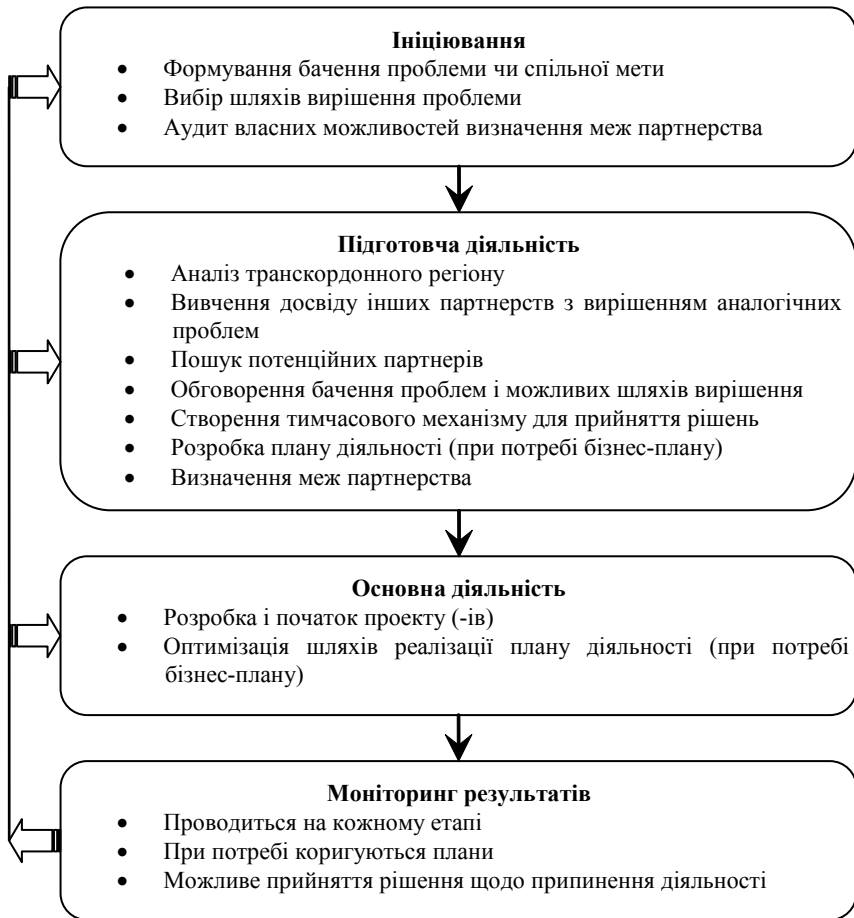 Ініціювання
• Формування бачення проблеми чи спільної мети
• Вибір шляхів вирішення проблеми
• Аудит власних можливостей визначення меж партнерства
Підготовча діяльність
• Аналіз транскордонного регіону
• Вивчення досвіду інших партнерств з вирішенням аналогічних
проблем
• Пошук потенційних партнерів
• Обговорення бачення проблем і можливих шляхів вирішення
• Створення тимчасового механізму для прийняття рішень
• Розробка плану діяльності (при потребі бізнес-плану)
• Визначення меж партнерства
Основна діяльність
• Розробка і початок проекту (-ів)
• Оптимізація шляхів реалізації плану діяльності (при потребі
бізнес-плану)
Моніторинг результатів
• Проводиться на кожному етапі
• При потребі коригуються плани
• Можливе прийняття рішення щодо припинення діяльності